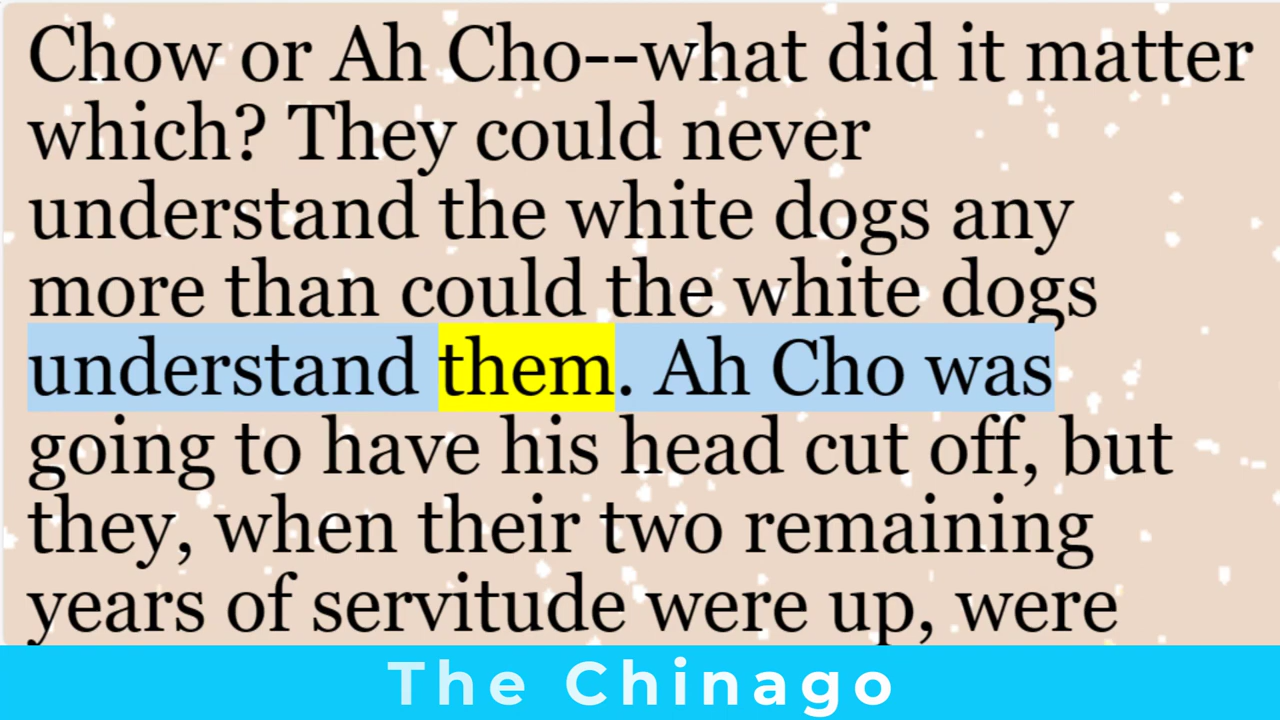 Chow or Ah Cho--what did it matter
which? They could never
understand the white dogs any
more than could the white dogs
understand them. Ah Cho was
going to have his head cut off, but
they, when their two remaining
years of servitude were up, were
The Chinago